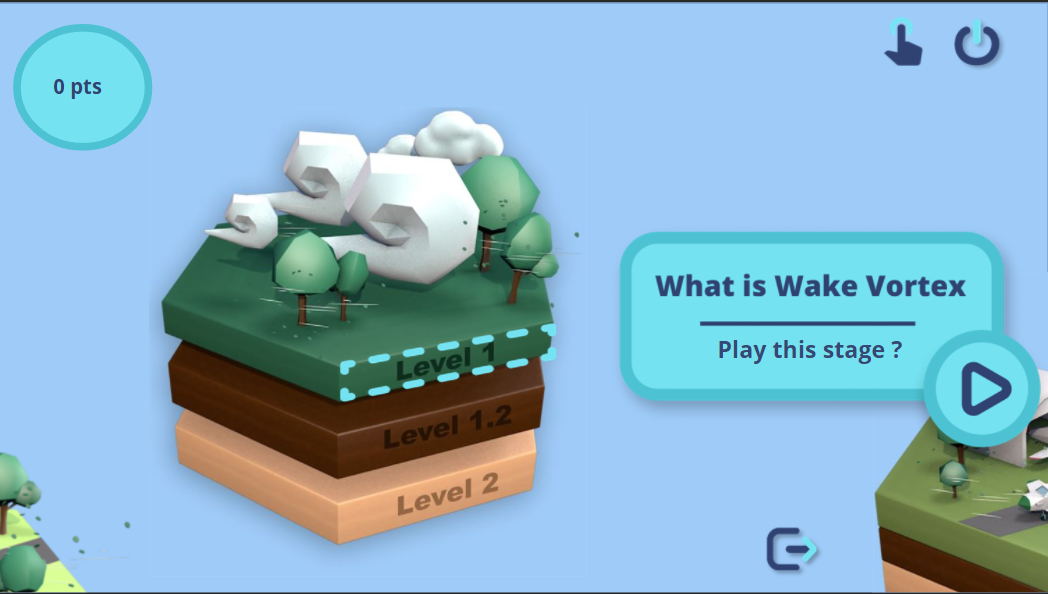 0 pts
What is Wake Vortex
Play this stage ?
Level 1
Level 1.2
Level 2